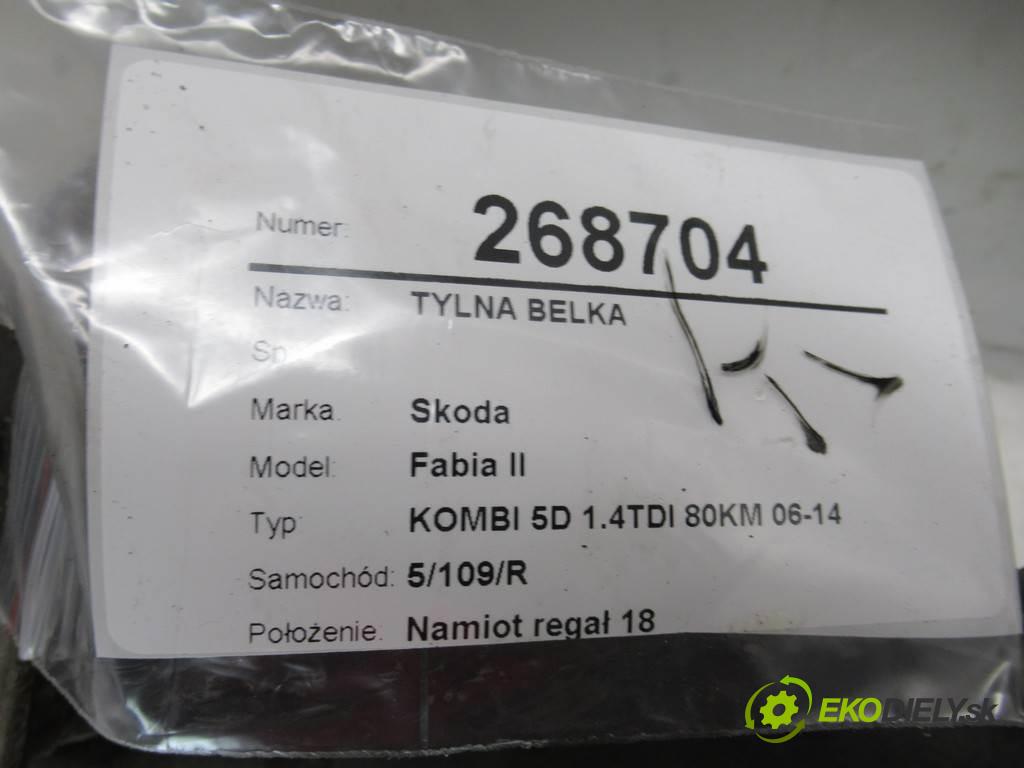 Numer: 268704
Nazwa: TYLNA BELKA
Sp
Marka: Skoda
Model: Fabia II
Typ KOMBI 5D 1.4TDI 80KM 06-14
Samochód: 5/109/R
Położenie: Namiot regał 18
EKODIELY.sk